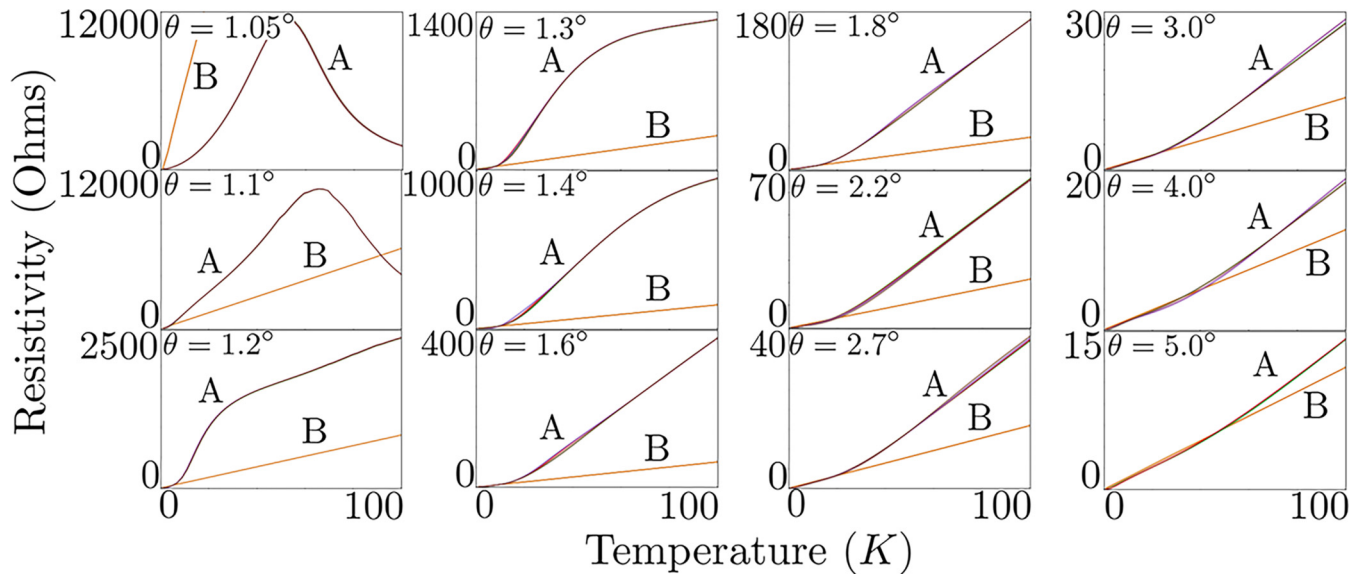 Resistivity (Ohms)
12000
θ = 1.05°
B
A
0
1400
θ = 1.3°
A
B
0
180
θ = 1.8°
A
B
0
30
θ = 3.0°
A
B
0
12000
θ = 1.1°
A
B
0
1000
θ = 1.4°
A
B
0
70
θ = 2.2°
A
B
0
20
θ = 4.0°
A
B
0
2500
θ = 1.2°
A
B
0
400
θ = 1.6°
A
B
0
40
θ = 2.7°
A
B
0
15
θ = 5.0°
A
B
0
0 100
0 100
0 100
0 100
Temperature (K)